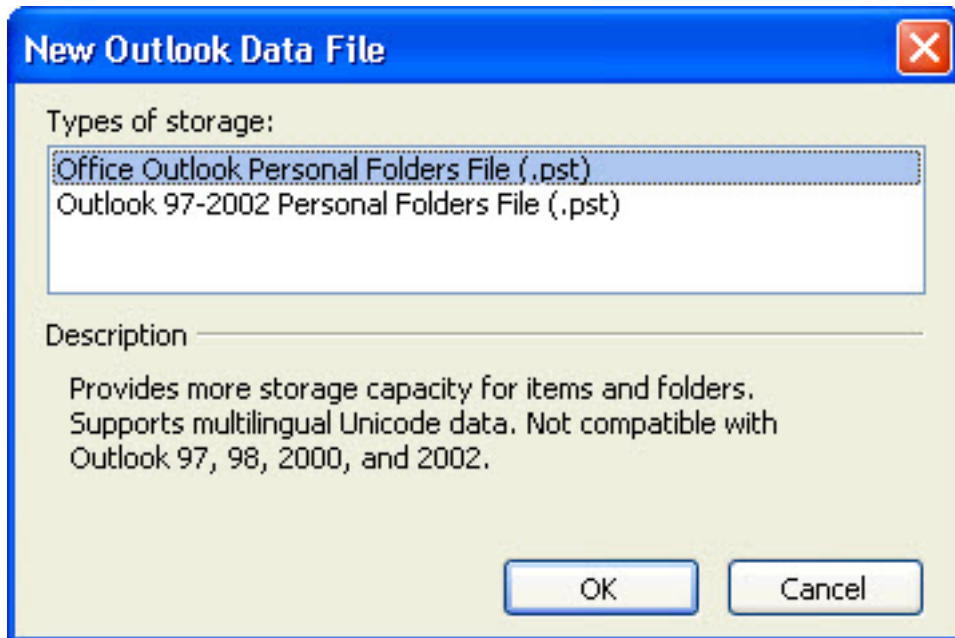 New Outlook Data File
Types of storage:
Office Outlook Personal Folders File (.pst)
Outlook 97-2002 Personal Folders File (.pst)
Description
Provides more storage capacity for items and folders.
Supports multilingual Unicode data. Not compatible with
Outlook 97, 98, 2000, and 2002.
OK Cancel